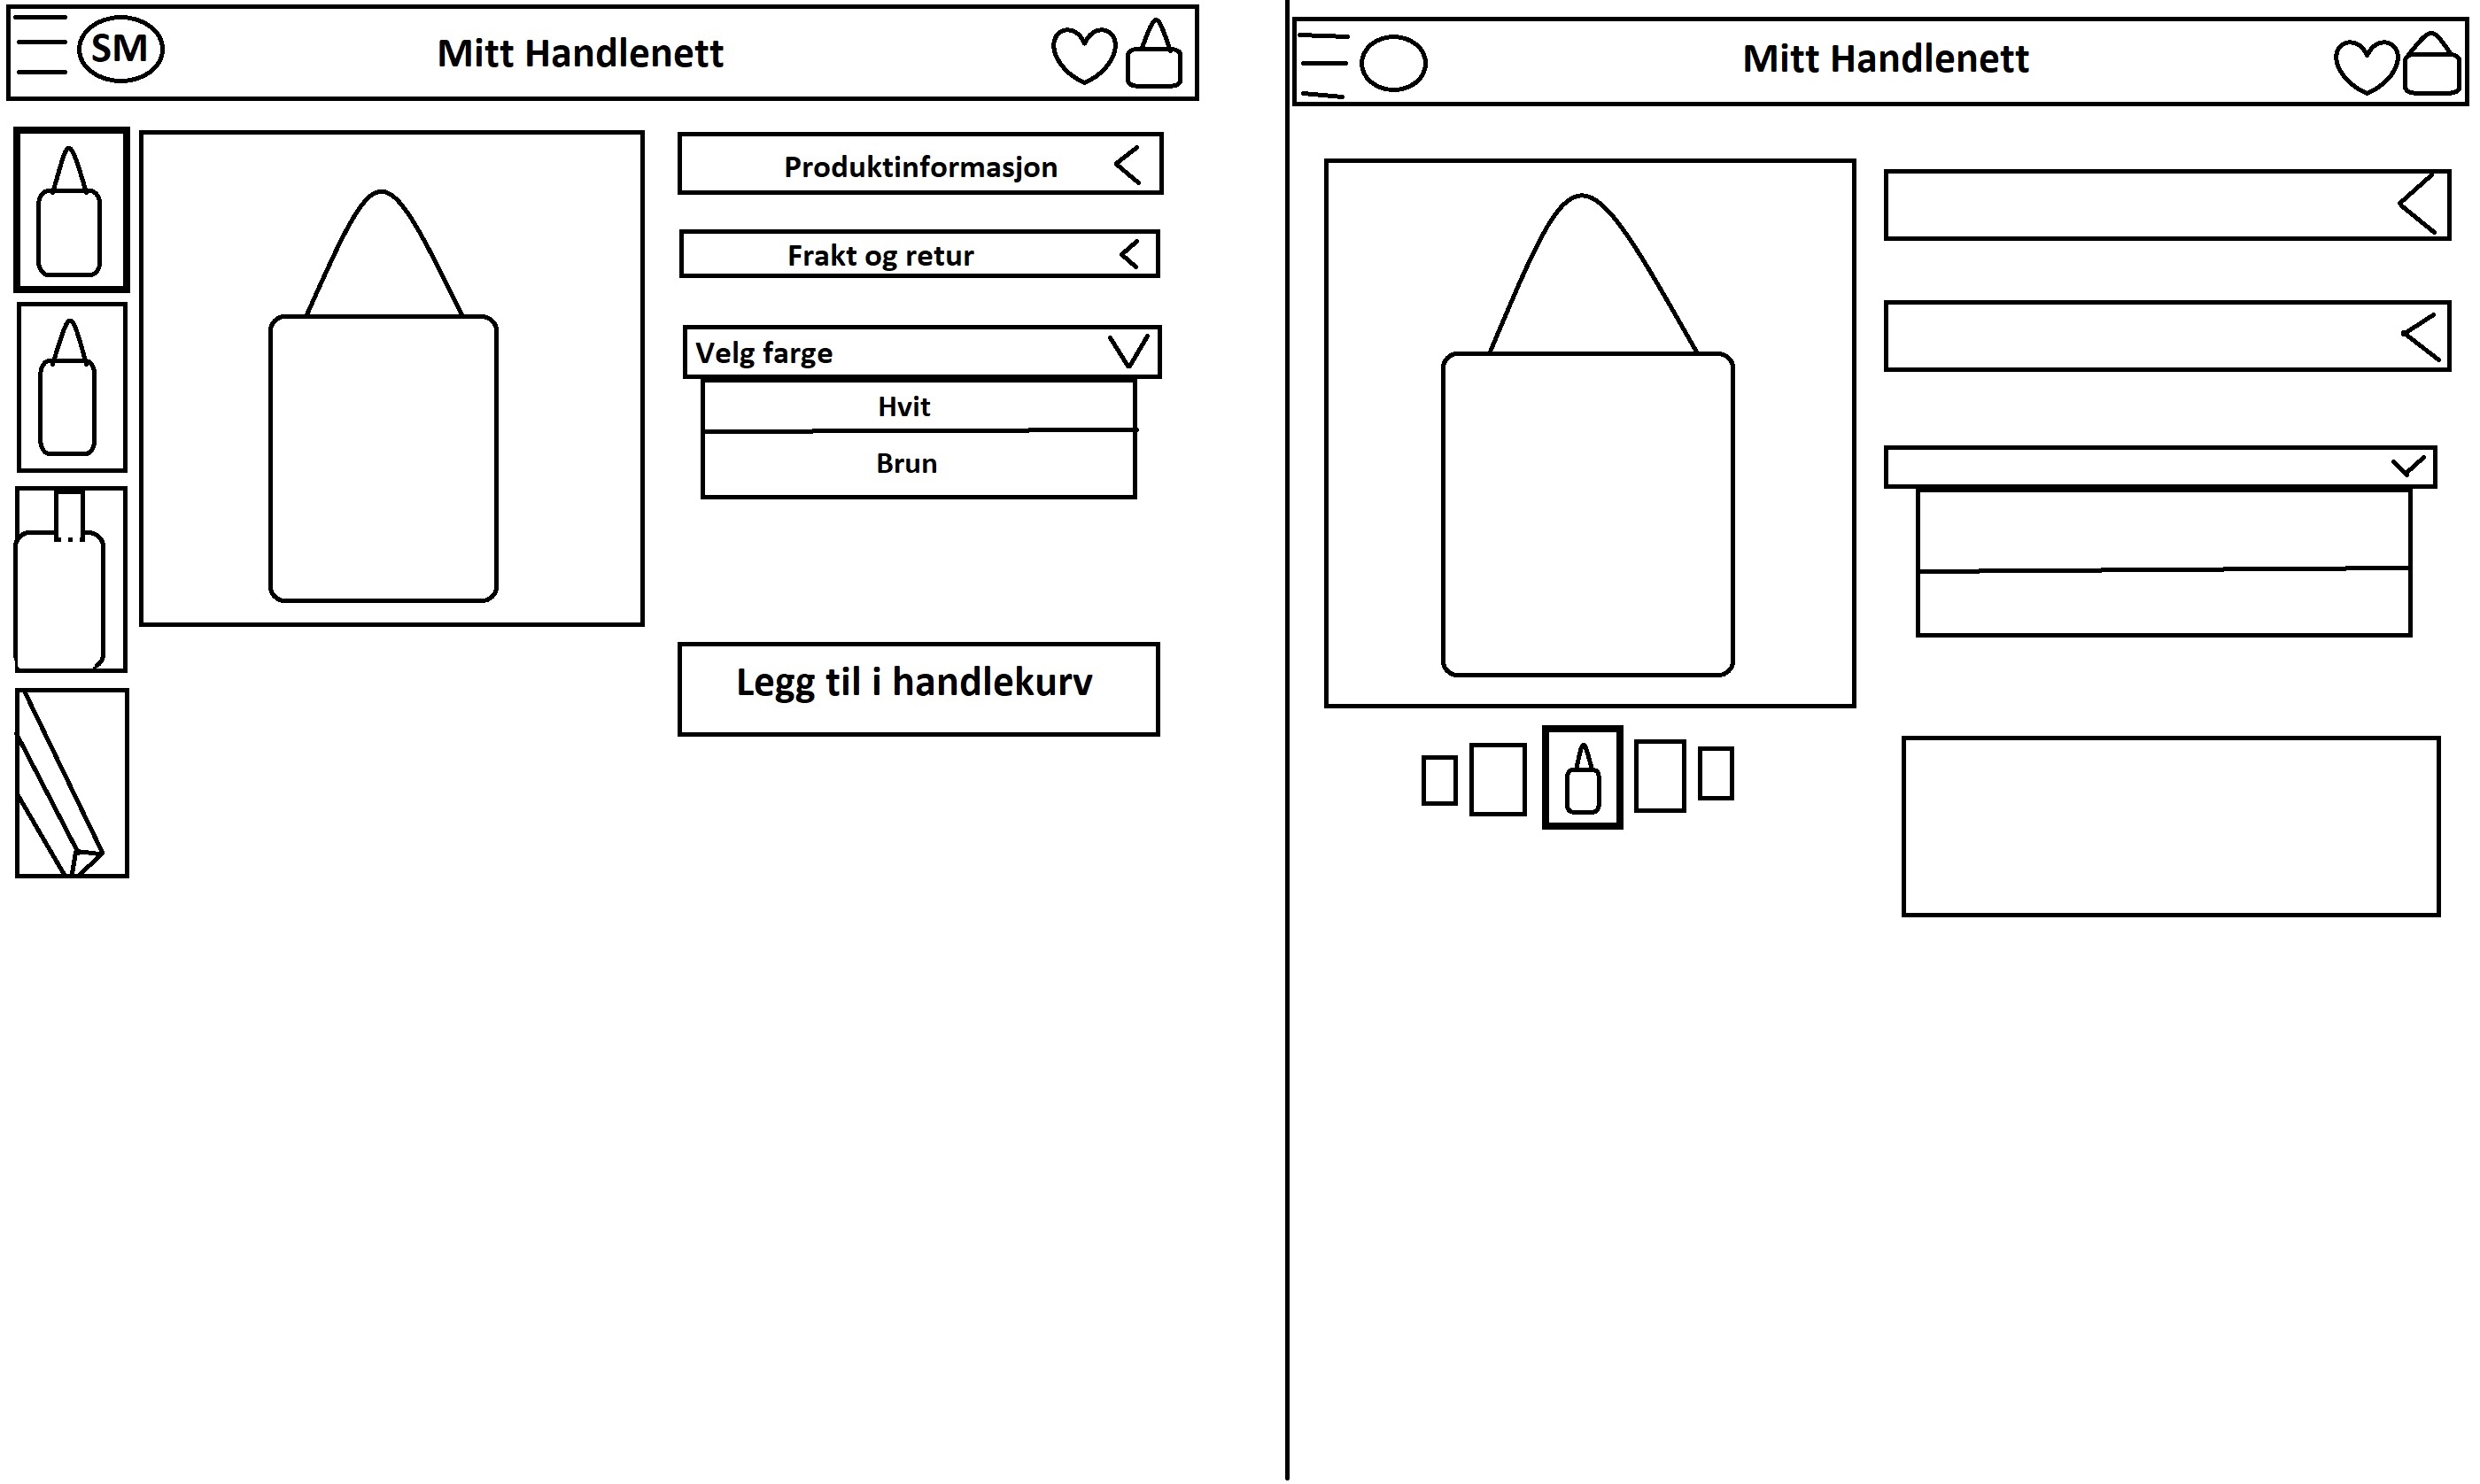 SM
Mitt Handlenett
Produktinformasjon
Frakt og retur
Velg farge
Hvit
Brun
Legg til i handlekurv
Mitt Handlenett